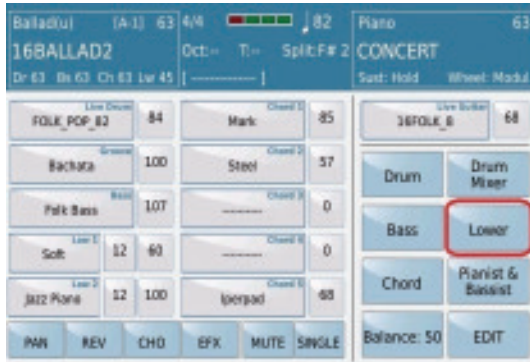 Ballad(u) [A-1] 63 4/4 82 Piano 63
16BALLAD2 Oct:-- T:-- Split:F# 2 CONCERT
Dr 63 Bs 63 Ch 63 Lw 45 [ ---------- ] Sust: Hold Wheel: Modul
Live Drum Chord 1 Live Guitar
FOLK_POP_82 84 Mark 85 16FOLK_8 68
Groove Chord 2
Bachata 100 Steel 57 Drum Drum Mixer
Bass Chord 3
Folk Bass 107 -------- 0 Bass Lower
Low 1 Chord 4
Soft 12 60 -------- 0
Low 2 Chord 5
Jazz Piano 12 100 Iperpad 68 Chord Pianist & Bassist
PAN REV CHO EFX MUTE SINGLE Balance: 50 EDIT